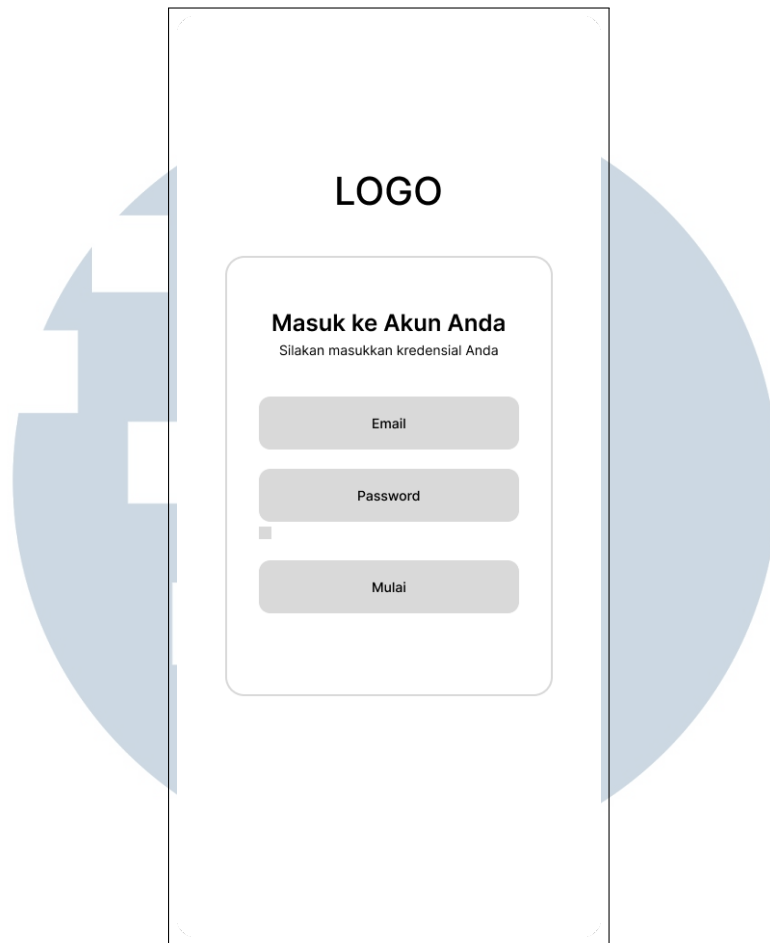 LOGO
Masuk ke Akun Anda
Silakan masukkan kredensial Anda
Email
Password
Mulai